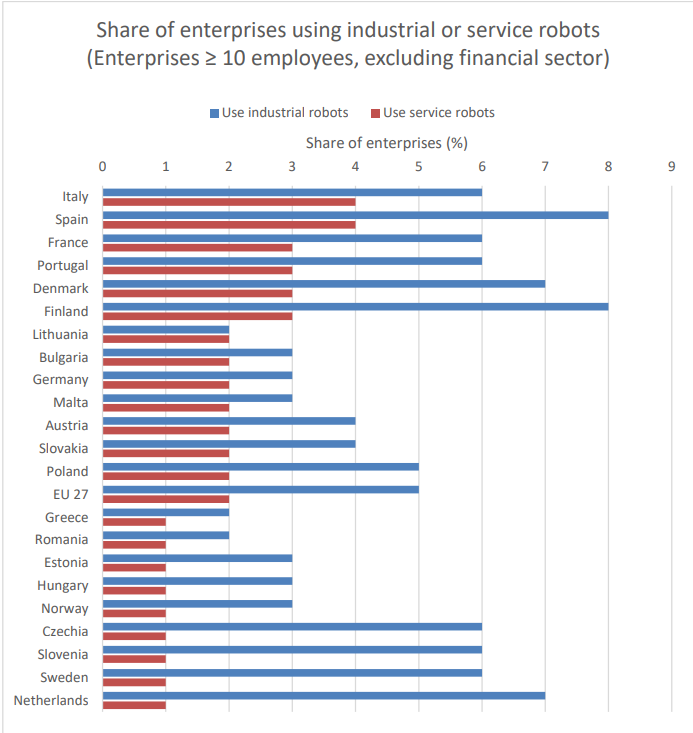 Share of enterprises using industrial or service robots
(Enterprises ≥ 10 employees, excluding financial sector)
Use industrial robots Use service robots
Share of enterprises (%)
0 1 2 3 4 5 6 7 8 9
Italy
Spain
France
Portugal
Denmark
Finland
Lithuania
Bulgaria
Germany
Malta
Austria
Slovakia
Poland
EU 27
Greece
Romania
Estonia
Hungary
Norway
Czechia
Slovenia
Sweden
Netherlands